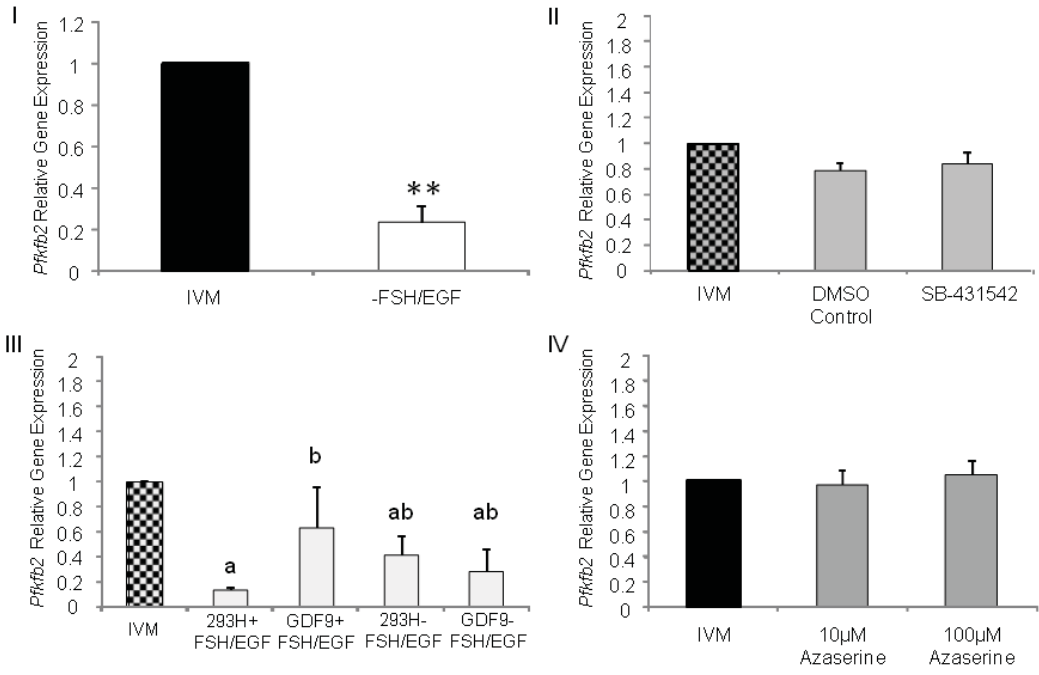 I
Pfkfb2 Relative Gene Expression
1.2
1
0.8
0.6
0.4
0.2
0
**
IVM
-FSH/EGF
II
Pfkfb2 Relative Gene Expression
2
1.8
1.6
1.4
1.2
1
0.8
0.6
0.4
0.2
0
IVM
DMSO
Control
SB-431542
III
Pfkfb2 Relative Gene Expression
2
1.8
1.6
1.4
1.2
1
0.8
0.6
0.4
0.2
0
a
b
ab
ab
IVM
293H+
FSH/EGF
GDF9+
FSH/EGF
293H-
FSH/EGF
GDF9-
FSH/EGF
IV
Pfkfb2 Relative Gene Expression
2
1.8
1.6
1.4
1.2
1
0.8
0.6
0.4
0.2
0
IVM
10μM
Azaserine
100μM
Azaserine